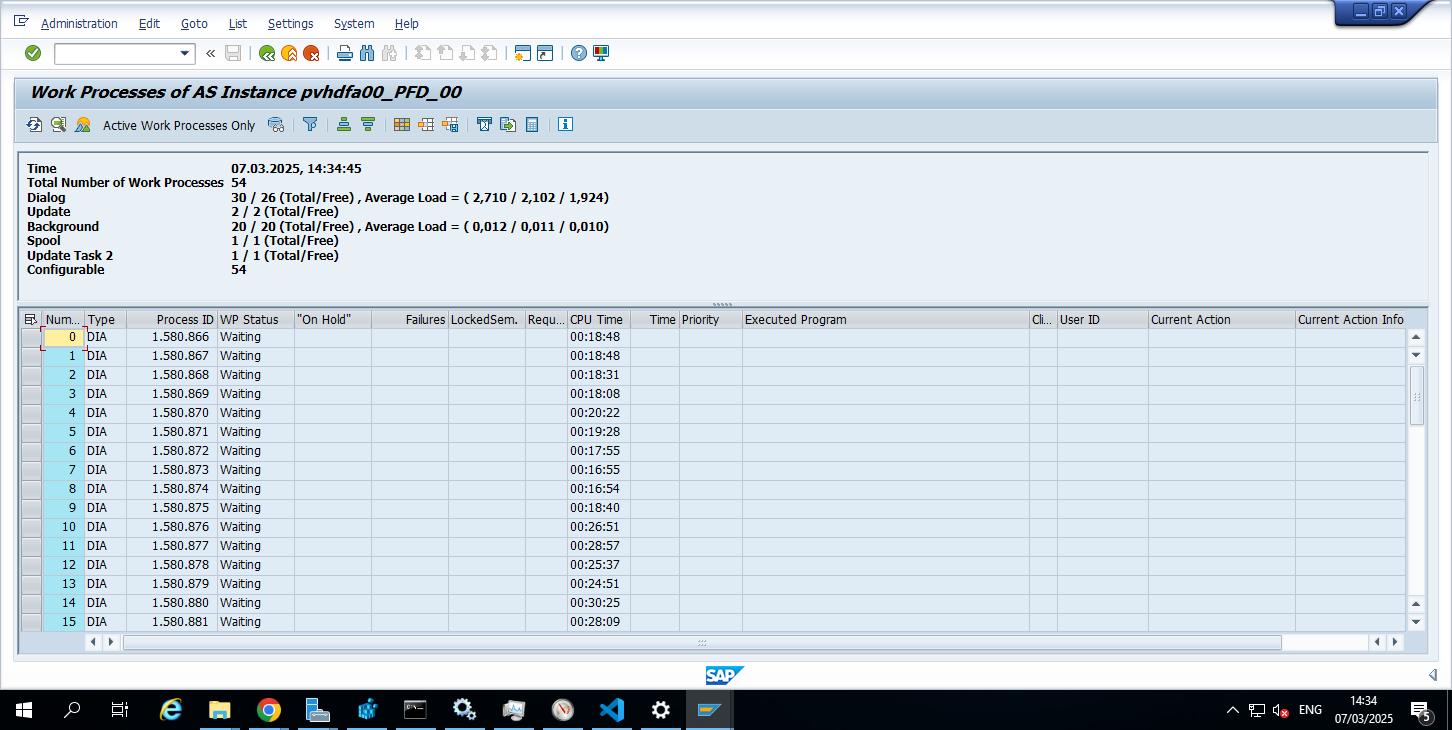 Administration Edit Goto List Settings System Help
«
Work Processes of AS Instance pvhdfa00_PFD_00
Active Work Processes Only
Time 07.03.2025, 14:34:45
Total Number of Work Processes 54
Dialog 30 / 26 (Total/Free) , Average Load = ( 2,710 / 2,102 / 1,924)
Update 2 / 2 (Total/Free)
Background 20 / 20 (Total/Free) , Average Load = ( 0,012 / 0,011 / 0,010)
Spool 1 / 1 (Total/Free)
Update Task 2 1 / 1 (Total/Free)
Configurable 54
Num... Type Process ID WP Status "On Hold" Failures LockedSem. Requ... CPU Time Time Priority Executed Program Cli... User ID Current Action Current Action Info
0 DIA 1.580.866 Waiting 00:18:48
1 DIA 1.580.867 Waiting 00:18:48
2 DIA 1.580.868 Waiting 00:18:31
3 DIA 1.580.869 Waiting 00:18:08
4 DIA 1.580.870 Waiting 00:20:22
5 DIA 1.580.871 Waiting 00:19:28
6 DIA 1.580.872 Waiting 00:17:55
7 DIA 1.580.873 Waiting 00:16:55
8 DIA 1.580.874 Waiting 00:16:54
9 DIA 1.580.875 Waiting 00:18:40
10 DIA 1.580.876 Waiting 00:26:51
11 DIA 1.580.877 Waiting 00:28:57
12 DIA 1.580.878 Waiting 00:25:37
13 DIA 1.580.879 Waiting 00:24:51
14 DIA 1.580.880 Waiting 00:30:25
15 DIA 1.580.881 Waiting 00:28:09
SAP
ENG
14:34
07/03/2025
5